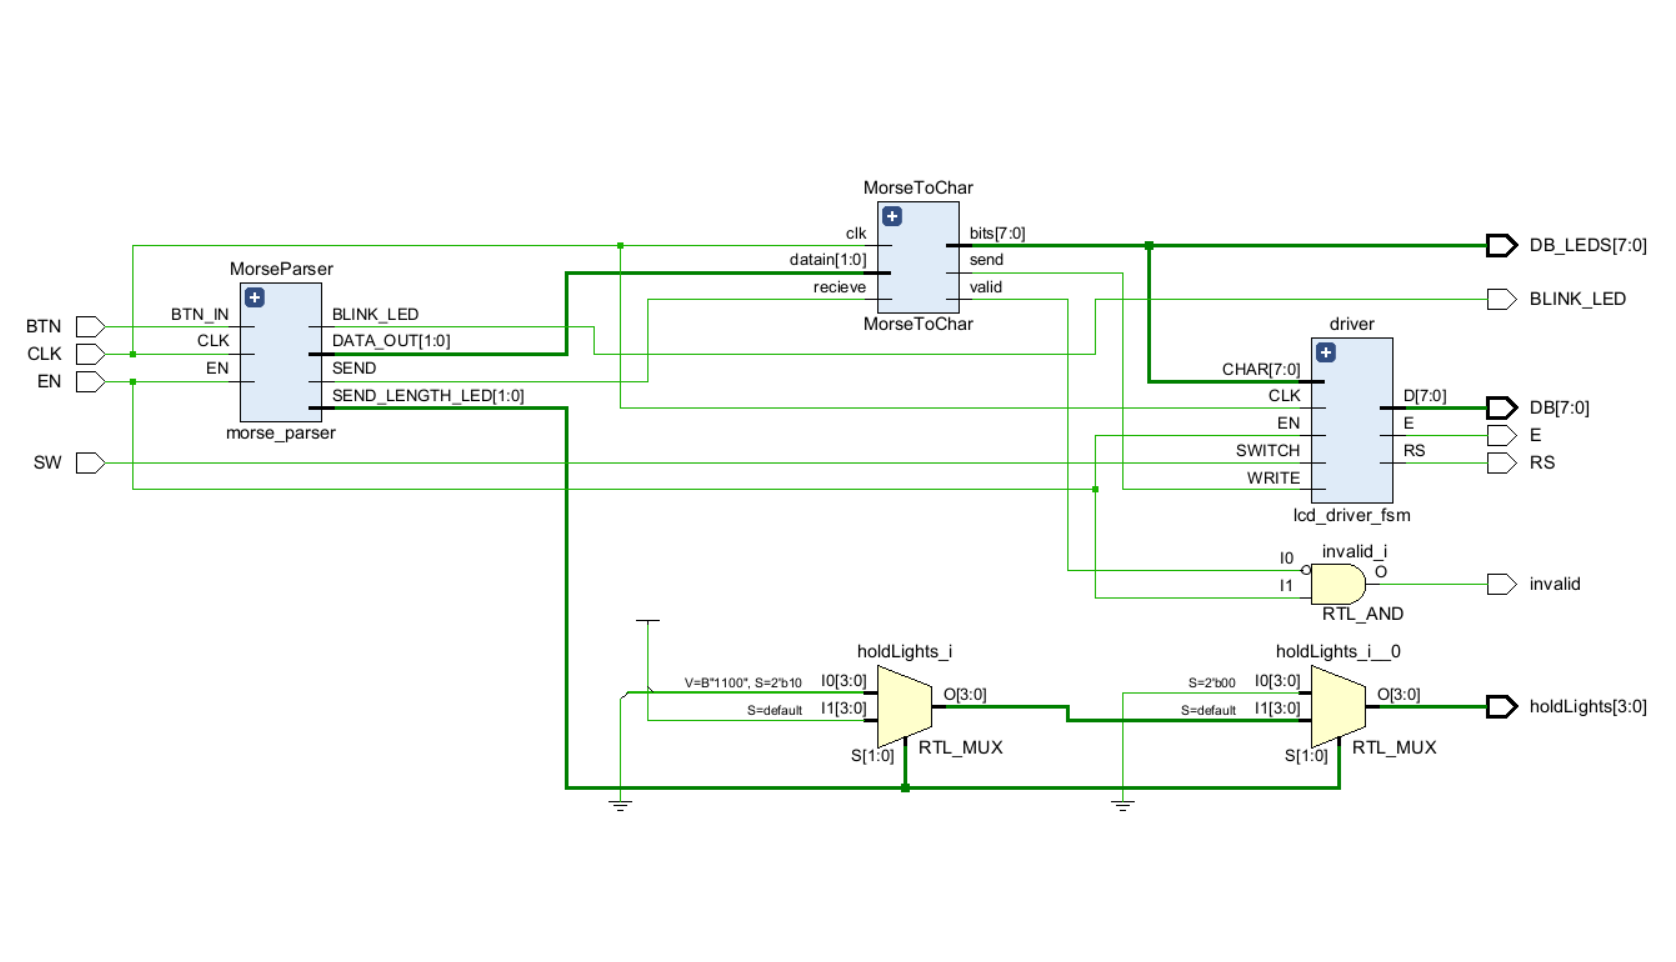 MorseToChar
clk
bits[7:0]
DB_LEDS[7:0]
datain[1:0]
send
MorseParser
recieve
valid
BLINK_LED
BTN
BTN_IN
BLINK_LED
MorseToChar
driver
CLK
CLK
DATA_OUT[1:0]
EN
EN
SEND
CHAR[7:0]
SEND_LENGTH_LED[1:0]
CLK
D[7:0]
DB[7:0]
morse_parser
EN
E
E
SW
SWITCH
RS
RS
WRITE
lcd_driver_fsm
invalid_i
I0
O
I1
invalid
RTL_AND
holdLights_i
holdLights_i__0
V=B"1100", S=2'b10
I0[3:0]
O[3:0]
S=2'b00
I0[3:0]
O[3:0]
S=default
I1[3:0]
S=default
I1[3:0]
holdLights[3:0]
S[1:0]
RTL_MUX
S[1:0]
RTL_MUX